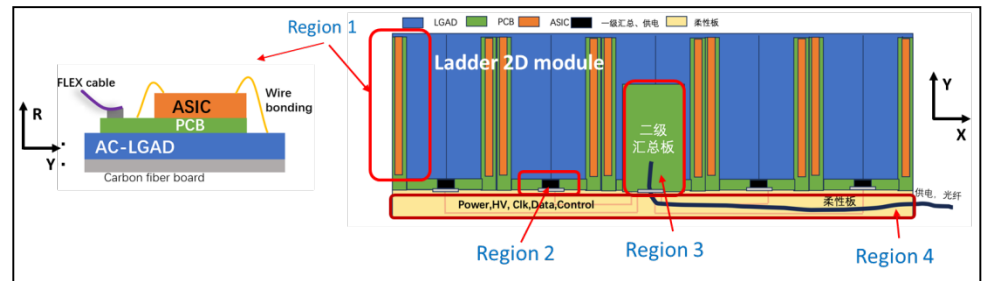 LGAD PCB ASIC 一级汇总、供电 柔性板
Region 1
Ladder 2D module
FLEX cable
Wire
bonding
ASIC
PCB
AC-LGAD
Carbon fiber board
R
Y
Y
X
二级
汇总板
供电、光纤
Power,HV, Clk,Data,Control
柔性板
Region 2
Region 3
Region 4